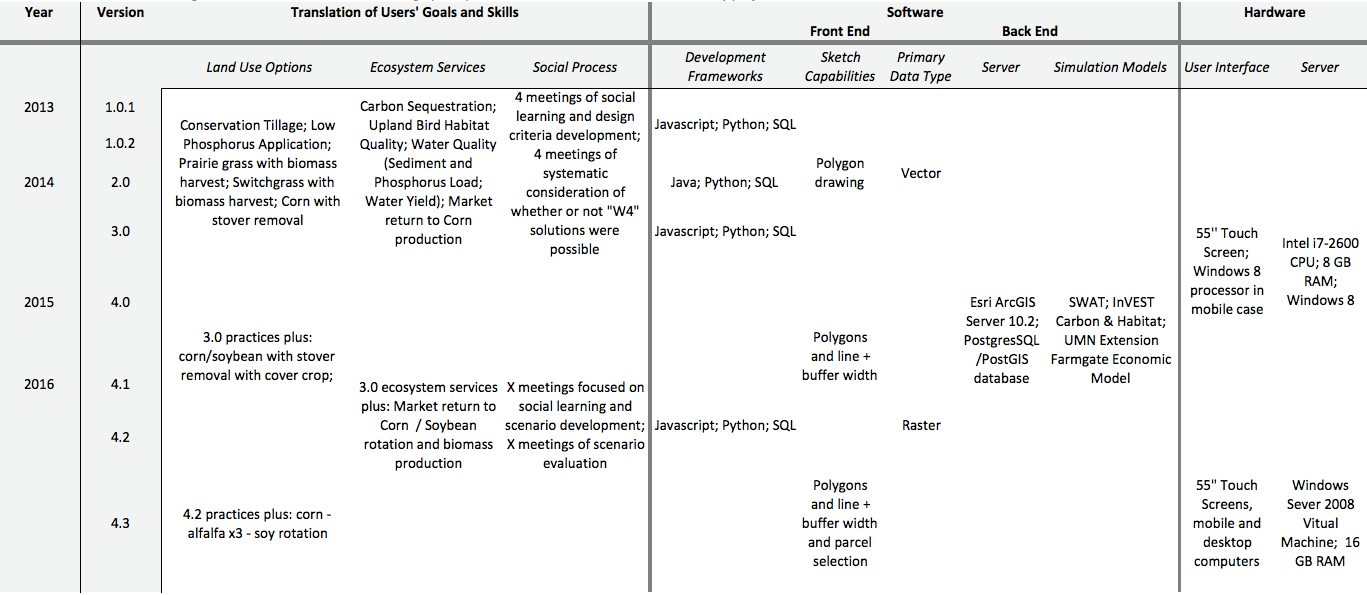 Year
Version
Translation of Users' Goals and Skills
Software
Hardware
Front End
Back End
Land Use Options
Ecosystem Services
Social Process
Development
Frameworks
Sketch
Capabilities
Primary
Data Type
Server
Simulation Models
User Interface
Server
2013
1.0.1
1.0.2
2014
2.0
3.0
2015
4.0
2016
4.1
4.2
4.3
Conservation Tillage; Low
Phosphorus Application;
Prairie grass with biomass
harvest; Switchgrass with
biomass harvest; Corn with
stover removal
3.0 practices plus:
corn/soybean with stover
removal with cover crop;
4.2 practices plus: corn -
alfalfa x3 - soy rotation
Carbon Sequestration;
Upland Bird Habitat
Quality; Water Quality
(Sediment and
Phosphorus Load;
Water Yield); Market
return to Corn
production
3.0 ecosystem services
plus: Market return to
Corn / Soybean
rotation and biomass
production
4 meetings of social
learning and design
criteria development;
4 meetings of
systematic
consideration of
whether or not "W4"
solutions were
possible
X meetings focused on
social learning and
scenario development;
X meetings of scenario
evaluation
Javascript; Python; SQL
Java; Python; SQL
Javascript; Python; SQL
Javascript; Python; SQL
Polygon
drawing
Polygons
and line +
buffer width
Polygons
and line +
buffer width
and parcel
selection
Vector
Raster
Esri ArcGIS
Server 10.2;
PostgresSQL
/PostGIS
database
SWAT; InVEST
Carbon & Habitat;
UMN Extension
Farmgate Economic
Model
55'' Touch
Screen;
Windows 8
processor in
mobile case
55" Touch
Screens,
mobile and
desktop
computers
Intel i7-2600
CPU; 8 GB
RAM;
Windows 8
Windows
Sever 2008
Vitual
Machine; 16
GB RAM